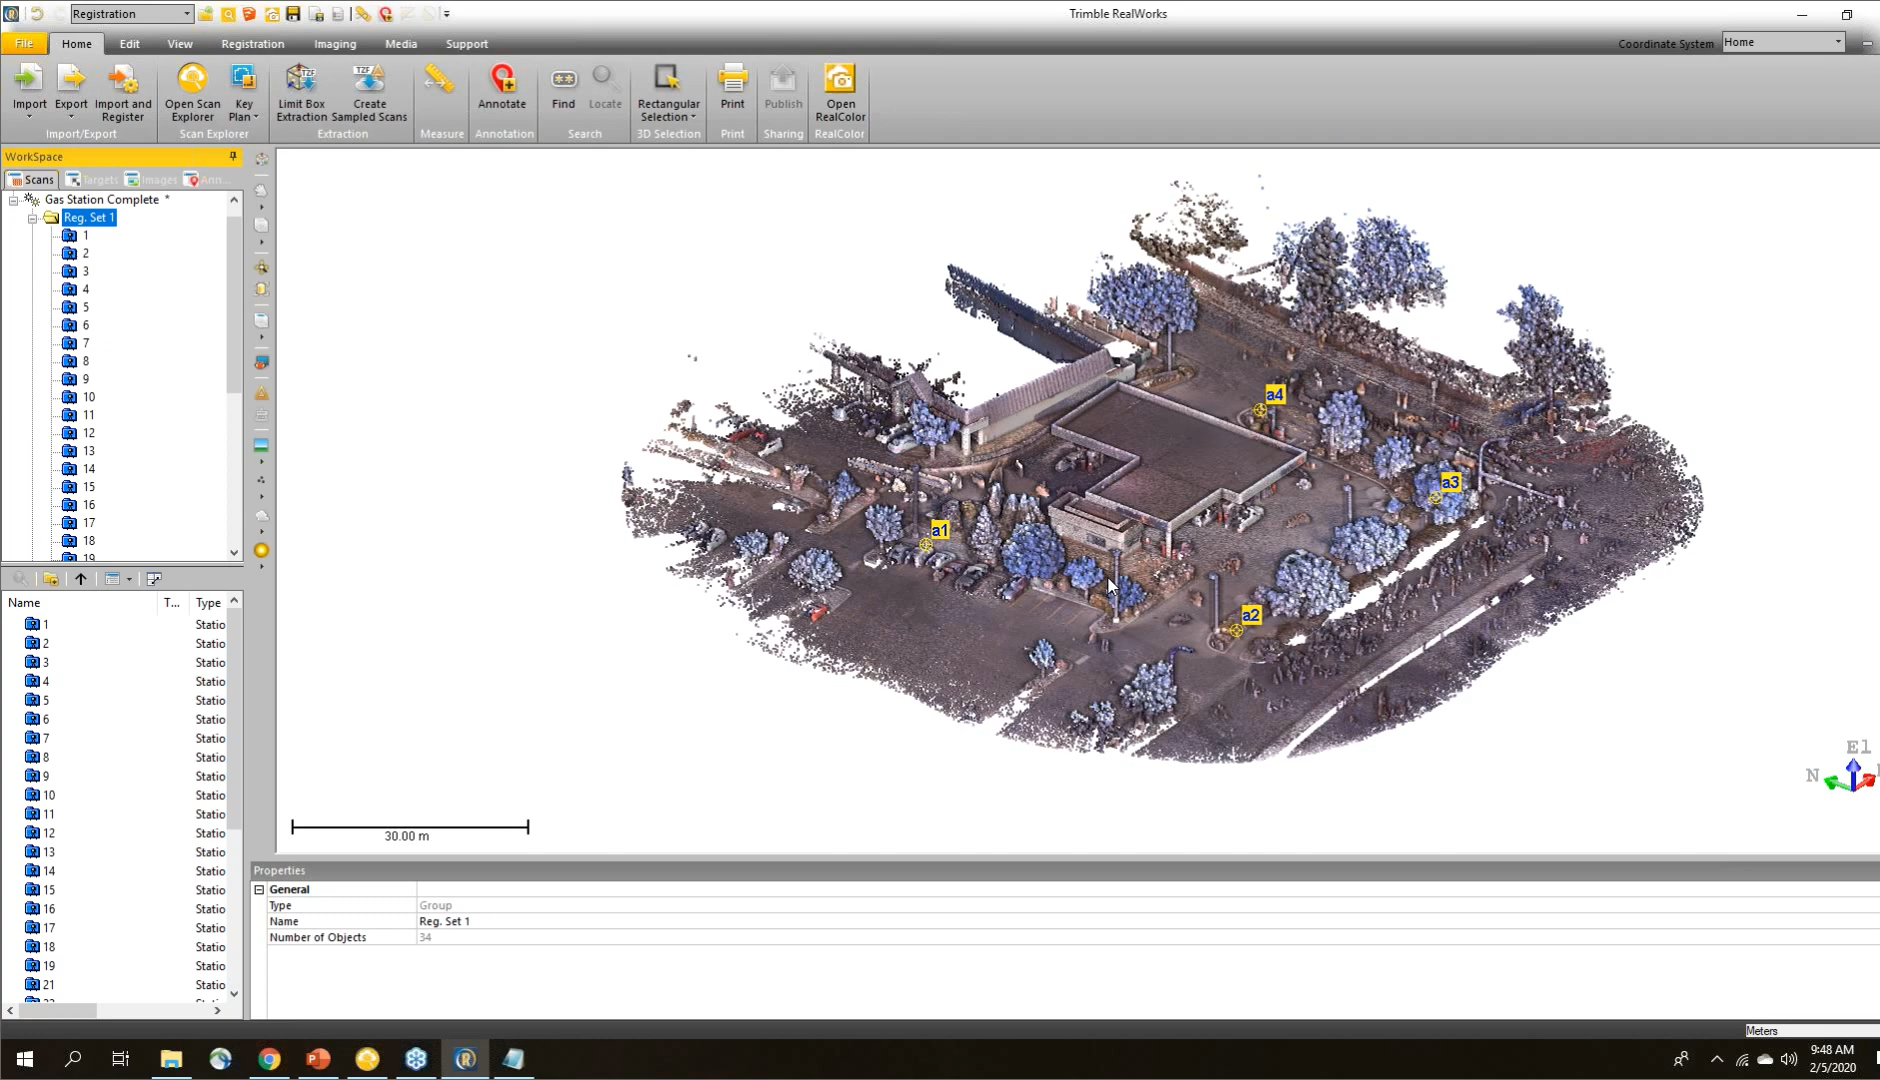 Registration
Trimble RealWorks
File Home Edit View Registration Imaging Media Support
Coordinate System Home
Import Export Import and Register
Import/Export
Open Scan Explorer Key Plan
Scan Explorer
Limit Box Extraction Create Sampled Scans
Extraction
Measure
Annotate
Annotation
Find Locate
Search
Rectangular Selection
3D Selection
Print
Print
Publish
Sharing
Open RealColor
RealColor
WorkSpace
Scans Targets Images Ann...
Gas Station Complete *
Reg. Set 1
1
2
3
4
5
6
7
8
9
10
11
12
13
14
15
16
17
18
19
Name T... Type
1 Statio
2 Statio
3 Statio
4 Statio
5 Statio
6 Statio
7 Statio
8 Statio
9 Statio
10 Statio
11 Statio
12 Statio
13 Statio
14 Statio
15 Statio
16 Statio
17 Statio
18 Statio
19 Statio
21 Statio
a4
a3
a1
a2
El
N
30.00 m
Properties
General
Type Group
Name Reg. Set 1
Number of Objects 34
Meters
9:48 AM
2/5/2020